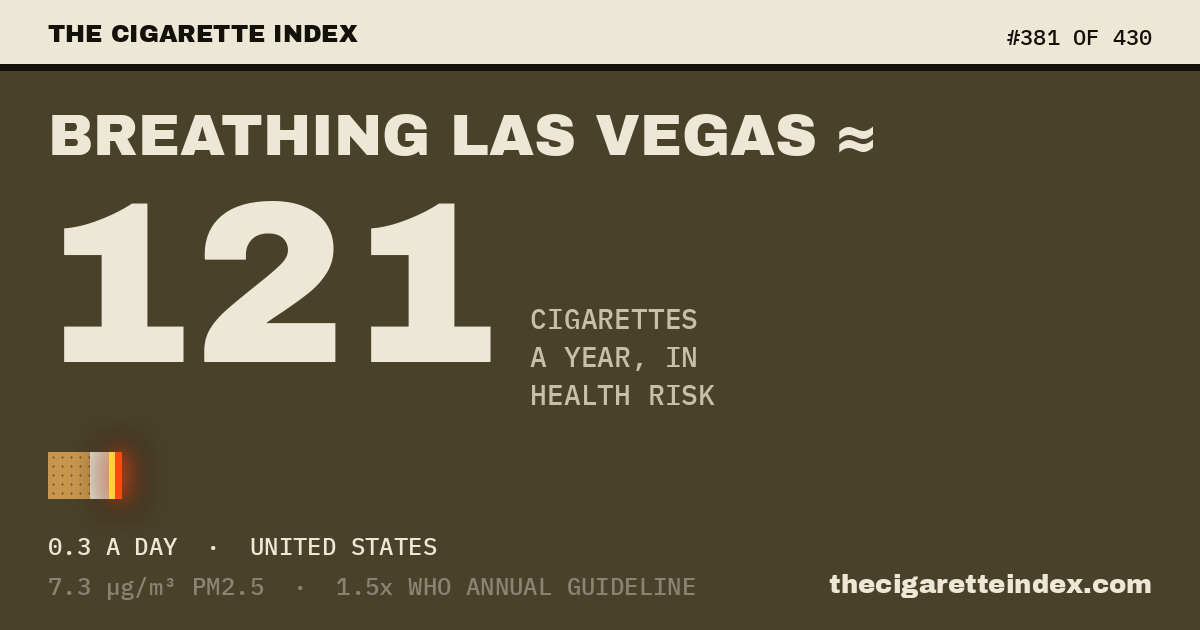 THE CIGARETTE INDEX
#381 OF 430
BREATHING LAS VEGAS ≈
121
CIGARETTES
A YEAR, IN
HEALTH RISK
0.3 A DAY · UNITED STATES
7.3 µg/m³ PM2.5 · 1.5x WHO ANNUAL GUIDELINE
thecigaretteindex.com